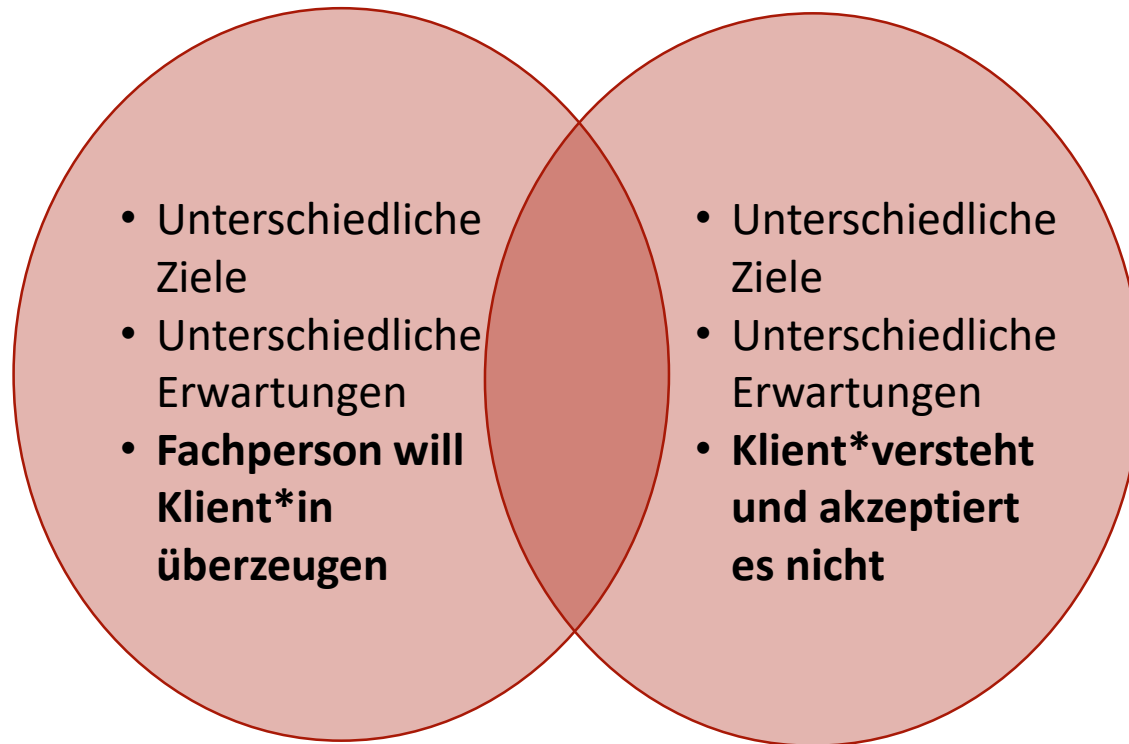 • Unterschiedliche
Ziele
• Unterschiedliche
Erwartungen
• Fachperson will
Klient*in
überzeugen
• Unterschiedliche
Ziele
• Unterschiedliche
Erwartungen
• Klient*versteht
und akzeptiert
es nicht